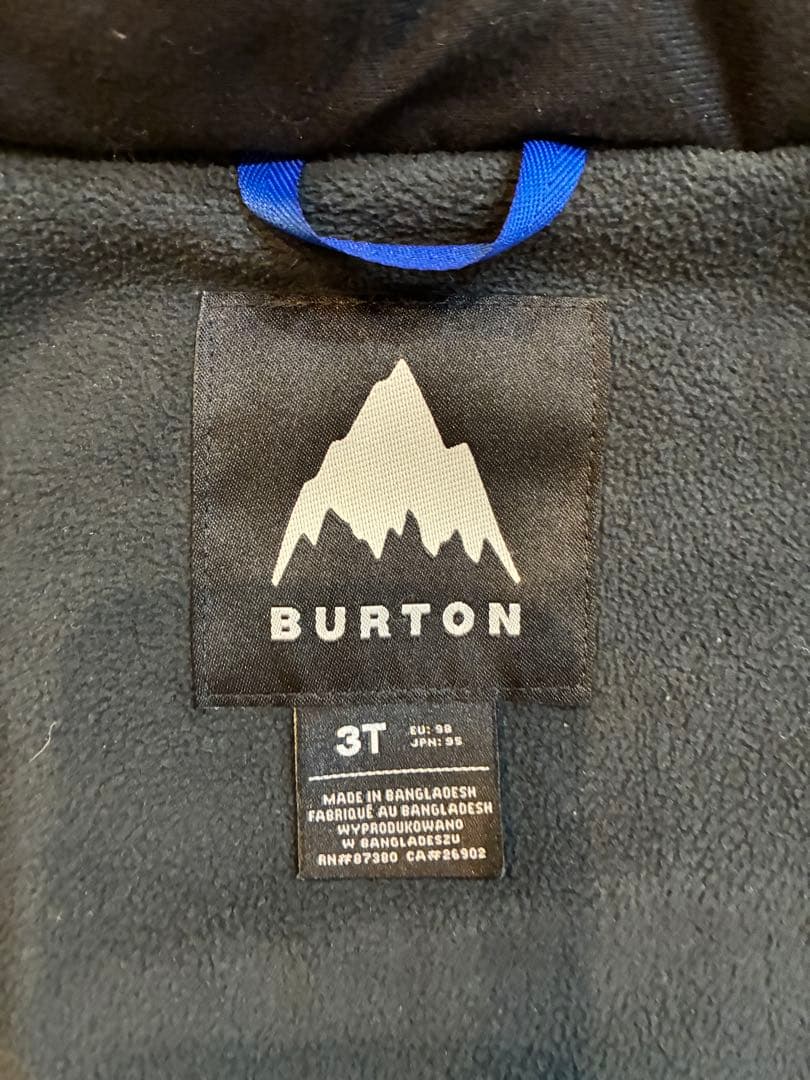 BURTON
3T
EU: 98
JPN: 95
MADE IN BANGLADESH
FABRIQUÉ AU BANGLADESH
WYPRODUKOWANO
W BANGLADESZU
RN#87380 CA#26902